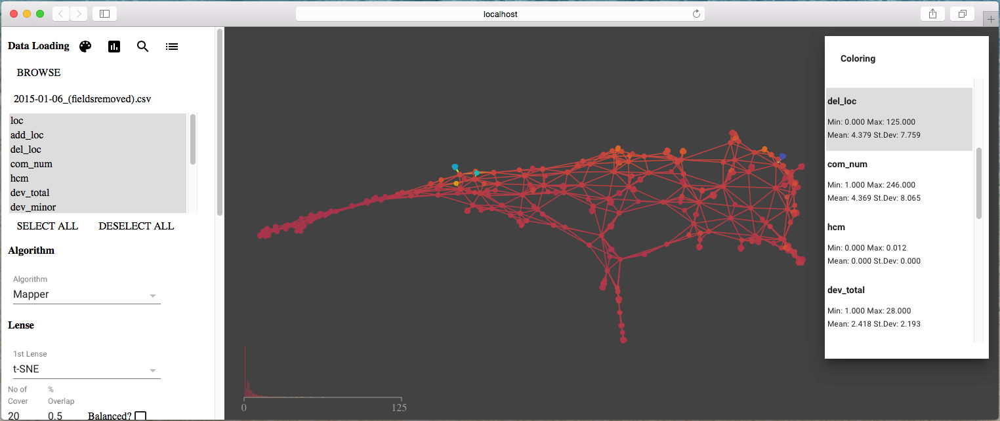 localhost
Data Loading
BROWSE
2015-01-06_(fieldsremoved).csv
loc
add_loc
del_loc
com_num
hcm
dev_total
dev_minor
SELECT ALL DESELECT ALL
Algorithm
Algorithm
Mapper
Lense
1st Lense
t-SNE
No of Cover
% Overlap
20 0.5 Balanced?
0 125
Coloring
del_loc
Min: 0.000 Max: 125.000
Mean: 4.379 St.Dev: 7.759
com_num
Min: 1.000 Max: 246.000
Mean: 4.369 St.Dev: 8.065
hcm
Min: 0.000 Max: 0.012
Mean: 0.000 St.Dev: 0.000
dev_total
Min: 1.000 Max: 28.000
Mean: 2.418 St.Dev: 2.193